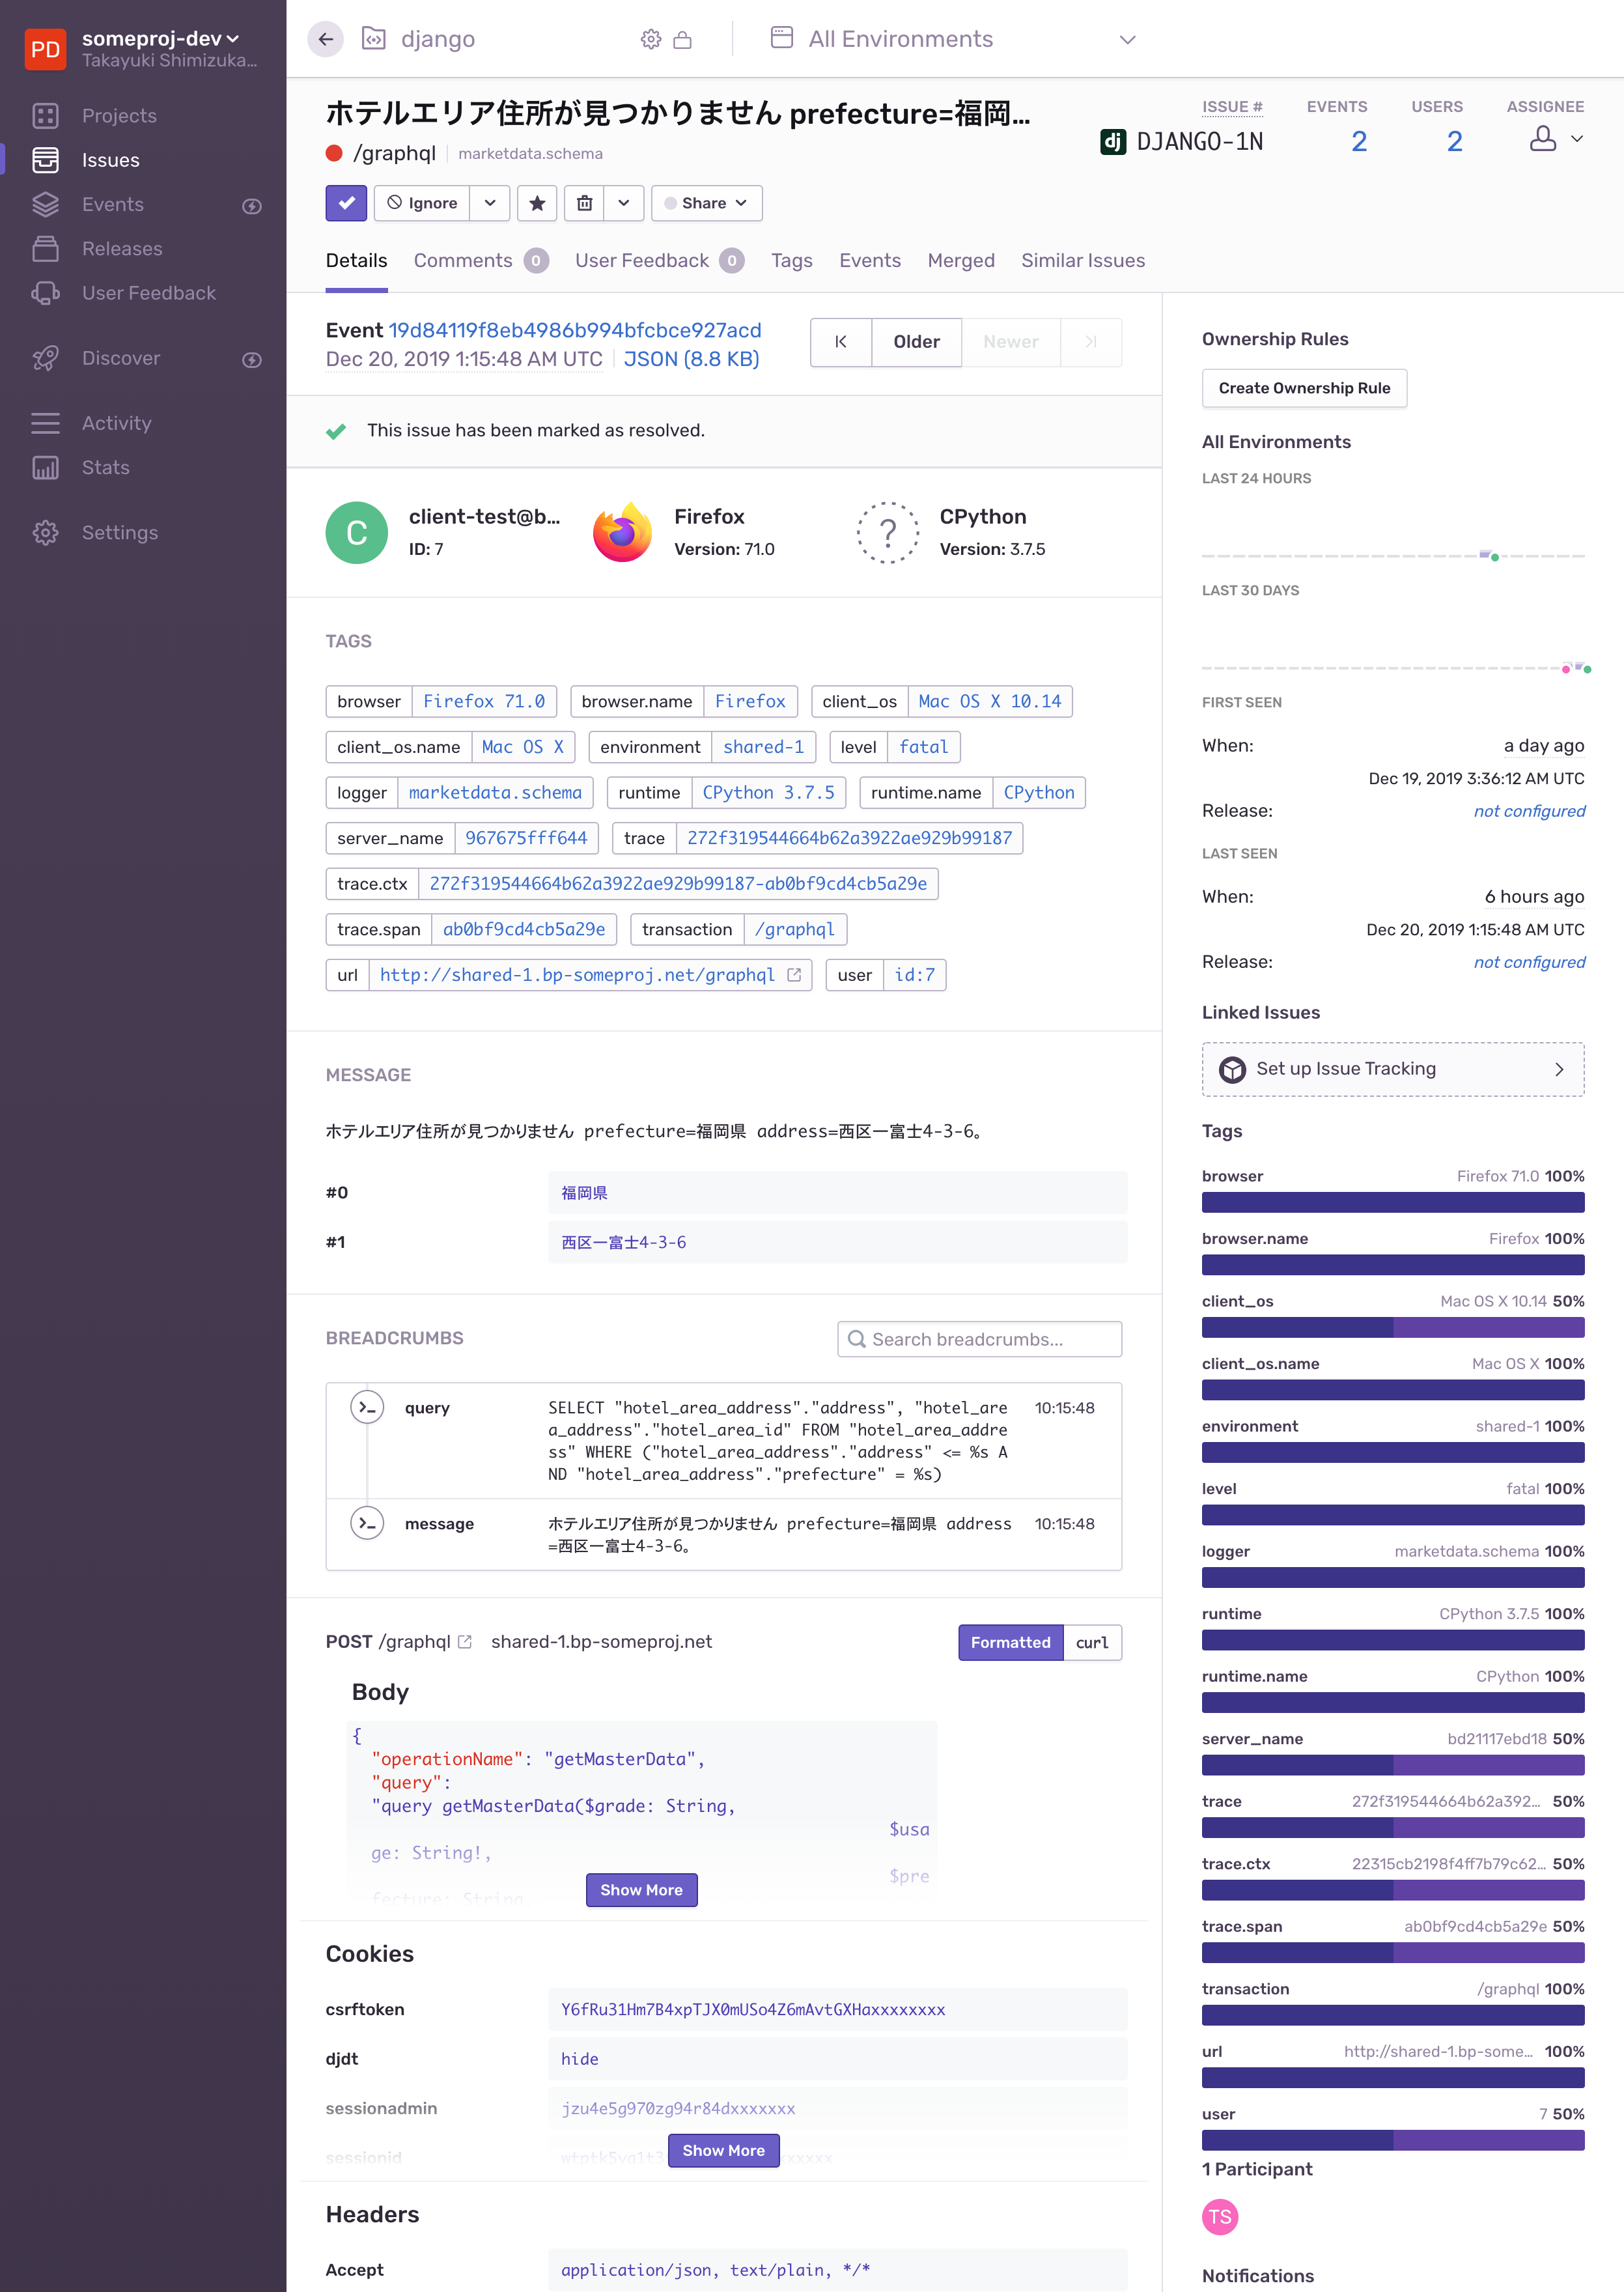 PD
someproj-dev
Takayuki Shimizuka...
Projects
Issues
Events
Releases
User Feedback
Discover
Activity
Stats
Settings
django
All Environments
ホテルエリア住所が見つかりません prefecture=福岡...
/graphql
marketdata.schema
ISSUE #
EVENTS
USERS
ASSIGNEE
dj DJANGO-1N
2
2
Ignore
Share
Details
Comments 0
User Feedback 0
Tags
Events
Merged
Similar Issues
Event 19d84119f8eb4986b994bfcbce927acd
Dec 20, 2019 1:15:48 AM UTC
JSON (8.8 KB)
Older
Newer
This issue has been marked as resolved.
C
client-test@b...
ID: 7
Firefox
Version: 71.0
?
CPython
Version: 3.7.5
TAGS
browser Firefox 71.0
browser.name Firefox
client_os Mac OS X 10.14
client_os.name Mac OS X
environment shared-1
level fatal
logger marketdata.schema
runtime CPython 3.7.5
runtime.name CPython
server_name 967675fff644
trace 272f319544664b62a3922ae929b99187
trace.ctx 272f319544664b62a3922ae929b99187-ab0bf9cd4cb5a29e
trace.span ab0bf9cd4cb5a29e
transaction /graphql
url http://shared-1.bp-someproj.net/graphql
user id:7
MESSAGE
ホテルエリア住所が見つかりません prefecture=福岡県 address=西区一富士4-3-6。
#0 福岡県
#1 西区一富士4-3-6
BREADCRUMBS
Search breadcrumbs...
query
SELECT "hotel_area_address"."address", "hotel_are
a_address"."hotel_area_id" FROM "hotel_area_addre
ss" WHERE ("hotel_area_address"."address" <= %s A
ND "hotel_area_address"."prefecture" = %s)
10:15:48
message
ホテルエリア住所が見つかりません prefecture=福岡県 address
=西区一富士4-3-6。
10:15:48
POST /graphql
shared-1.bp-someproj.net
Formatted
curl
Body
{
"operationName": "getMasterData",
"query":
"query getMasterData($grade: String,
$usa
ge: String!,
$pre
fecture: String
Show More
Cookies
csrftoken Y6fRu31Hm7B4xpTJX0mUSo4Z6mAvtGXHaxxxxxxxx
djdt hide
sessionadmin jzu4e5g970zg94r84dxxxxxxx
sessionid
Show More
Headers
Accept application/json, text/plain, */*
Ownership Rules
Create Ownership Rule
All Environments
LAST 24 HOURS
LAST 30 DAYS
FIRST SEEN
When: a day ago
Dec 19, 2019 3:36:12 AM UTC
Release: not configured
LAST SEEN
When: 6 hours ago
Dec 20, 2019 1:15:48 AM UTC
Release: not configured
Linked Issues
Set up Issue Tracking
Tags
browser Firefox 71.0 100%
browser.name Firefox 100%
client_os Mac OS X 10.14 50%
client_os.name Mac OS X 100%
environment shared-1 100%
level fatal 100%
logger marketdata.schema 100%
runtime CPython 3.7.5 100%
runtime.name CPython 100%
server_name bd21117ebd18 50%
trace 272f319544664b62a392... 50%
trace.ctx 22315cb2198f4ff7b79c62... 50%
trace.span ab0bf9cd4cb5a29e 50%
transaction /graphql 100%
url http://shared-1.bp-some... 100%
user 7 50%
1 Participant
TS
Notifications